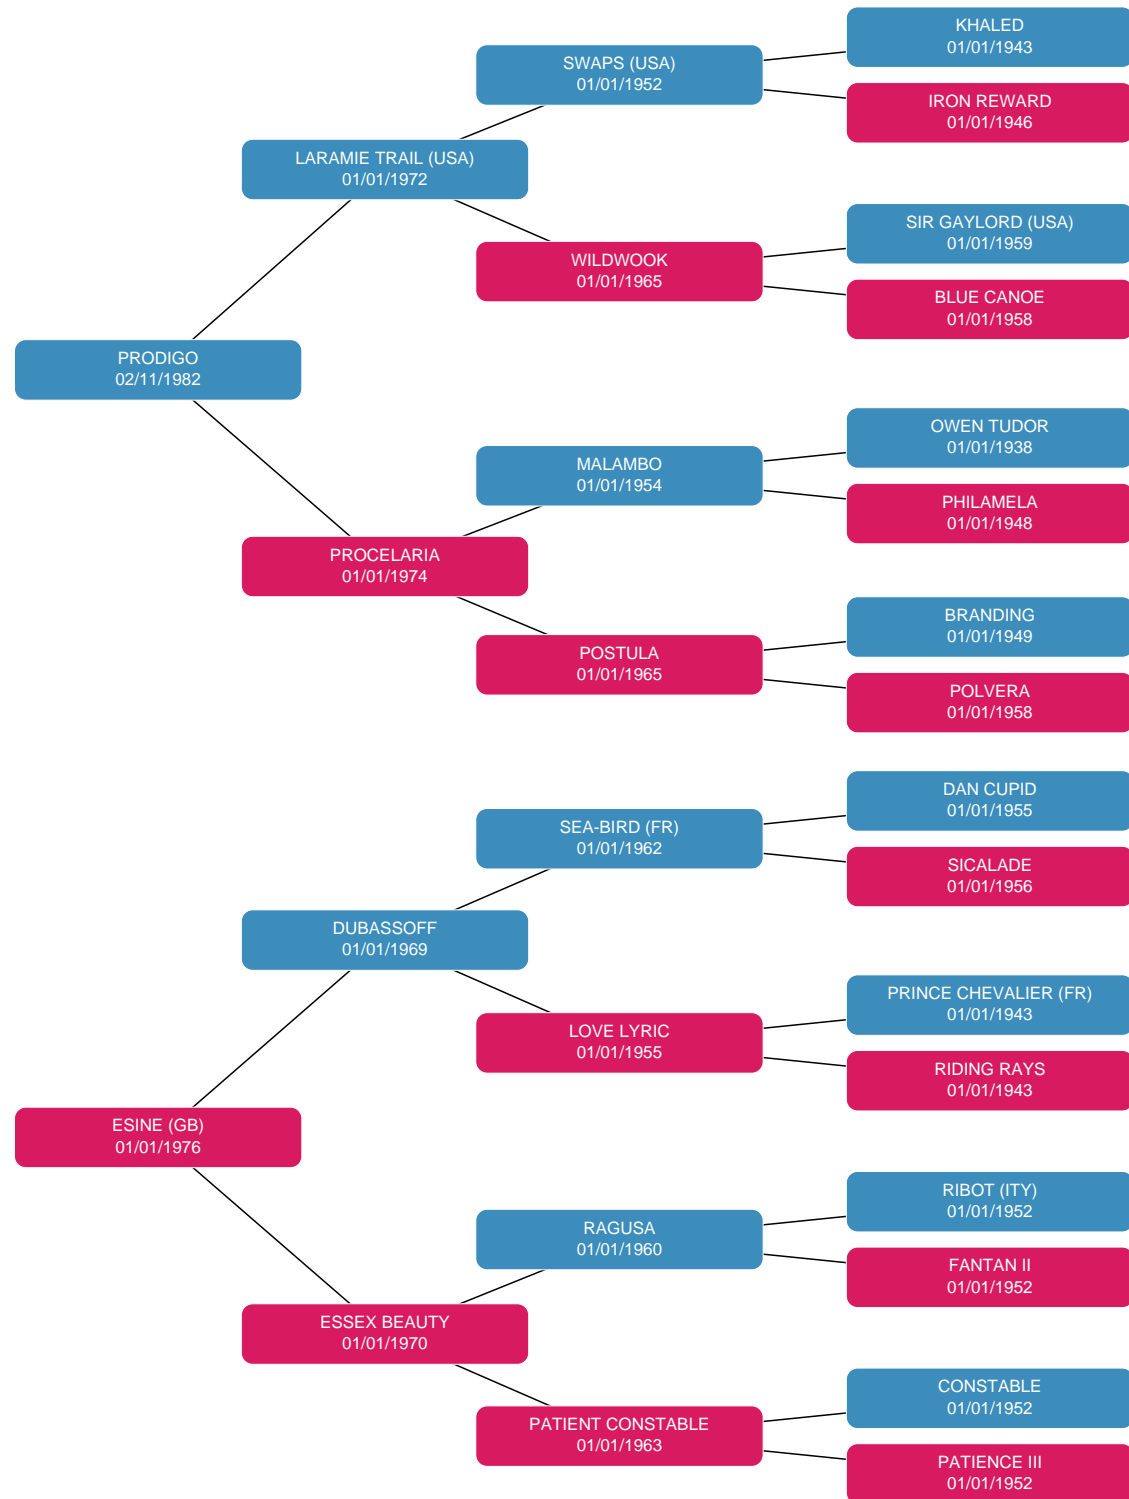 KHALED
01/01/1943
SWAPS (USA)
01/01/1952
IRON REWARD
01/01/1946
LARAMIE TRAIL (USA)
01/01/1972
SIR GAYLORD (USA)
01/01/1959
WILDWOOK
01/01/1965
BLUE CANOE
01/01/1958
PRODIGO
02/11/1982
OWEN TUDOR
01/01/1938
MALAMBO
01/01/1954
PHILAMELA
01/01/1948
PROCELARIA
01/01/1974
BRANDING
01/01/1949
POSTULA
01/01/1965
POLVERA
01/01/1958
DAN CUPID
01/01/1955
SEA-BIRD (FR)
01/01/1962
SICALADE
01/01/1956
DUBASSOFF
01/01/1969
PRINCE CHEVALIER (FR)
01/01/1943
LOVE LYRIC
01/01/1955
RIDING RAYS
01/01/1943
ESINE (GB)
01/01/1976
RIBOT (ITY)
01/01/1952
RAGUSA
01/01/1960
FANTAN II
01/01/1952
ESSEX BEAUTY
01/01/1970
CONSTABLE
01/01/1952
PATIENT CONSTABLE
01/01/1963
PATIENCE III
01/01/1952